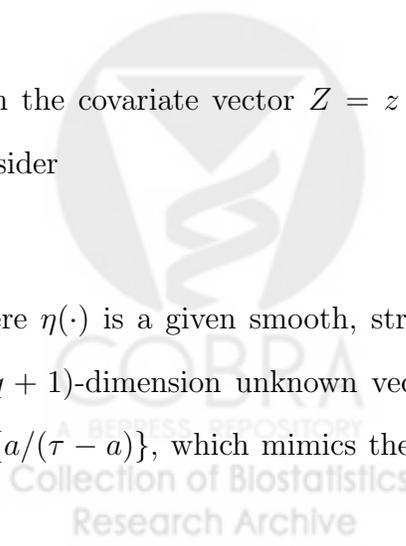 the covariate vector Z = z
sider
ere η(·) is a given smooth, str
+ 1)-dimension unknown vec
COBRA
A BEPRESS REPOSITORY
a/(τ − a)}, which mimics the
Collection of Biostatistics
Research Archive